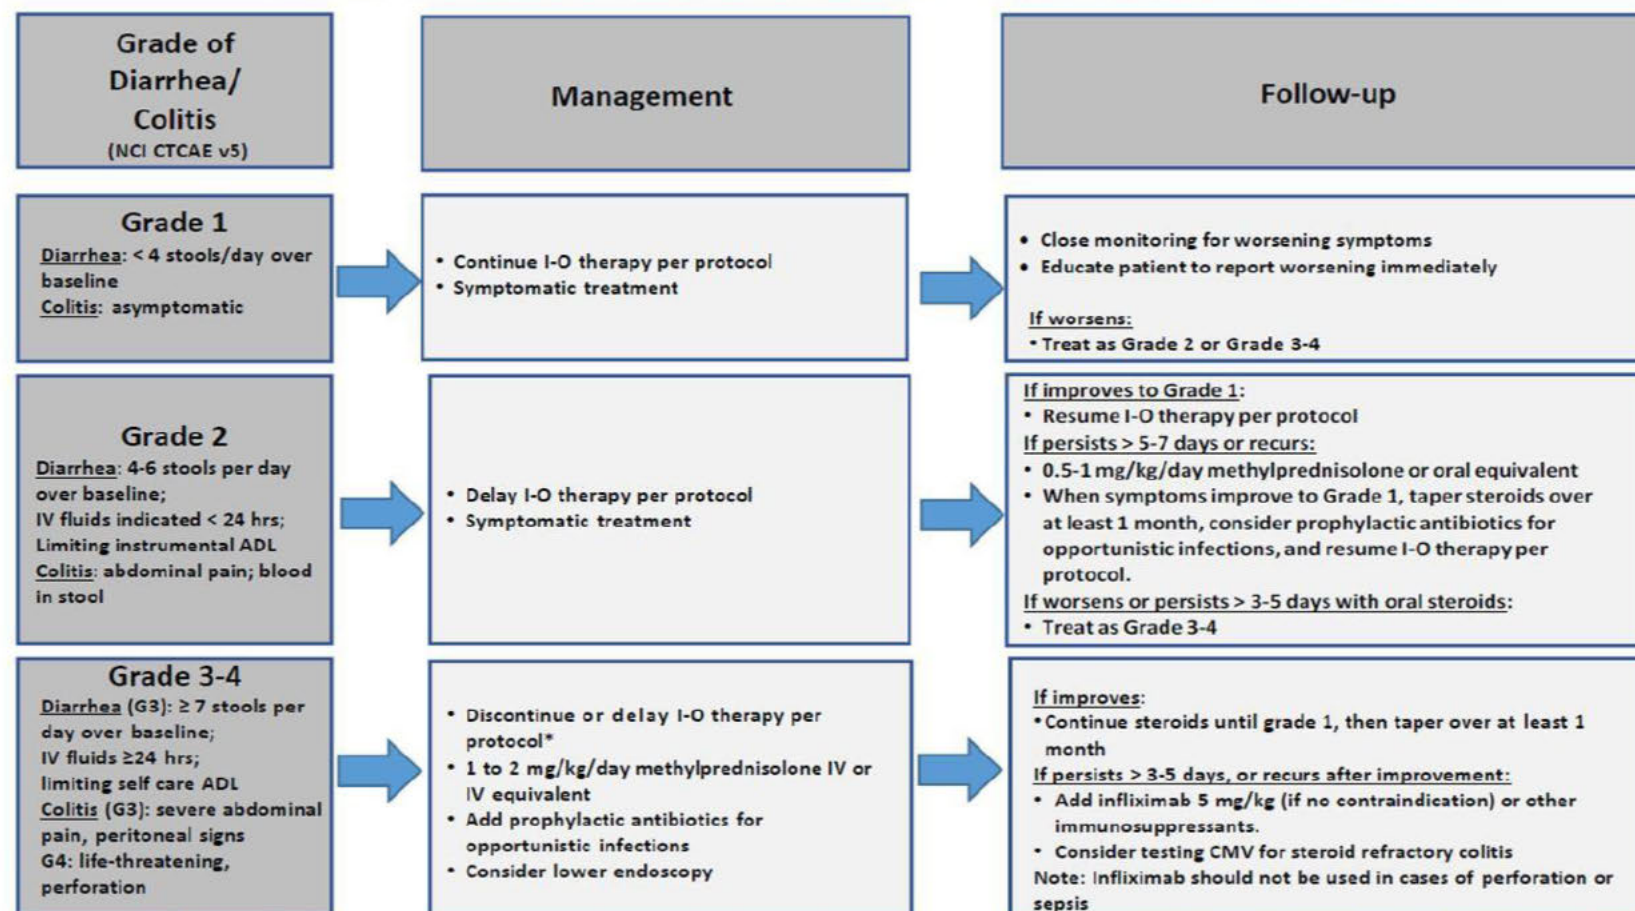 Grade of
Diarrhea/
Colitis
(NCI CTCAE v5)
Management
Follow-up
Grade 1
Diarrhea: < 4 stools/day over
baseline
Colitis: asymptomatic
• Continue I-O therapy per protocol
• Symptomatic treatment
• Close monitoring for worsening symptoms
• Educate patient to report worsening immediately
If worsens:
• Treat as Grade 2 or Grade 3-4
Grade 2
Diarrhea: 4-6 stools per day
over baseline;
IV fluids indicated < 24 hrs;
Limiting instrumental ADL
Colitis: abdominal pain; blood
in stool
• Delay I-O therapy per protocol
• Symptomatic treatment
If improves to Grade 1:
• Resume I-O therapy per protocol
If persists > 5-7 days or recurs:
• 0.5-1 mg/kg/day methylprednisolone or oral equivalent
• When symptoms improve to Grade 1, taper steroids over
at least 1 month, consider prophylactic antibiotics for
opportunistic infections, and resume I-O therapy per
protocol.
If worsens or persists > 3-5 days with oral steroids:
• Treat as Grade 3-4
Grade 3-4
Diarrhea (G3): ≥ 7 stools per
day over baseline;
IV fluids ≥24 hrs;
limiting self care ADL
Colitis (G3): severe abdominal
pain, peritoneal signs
G4: life-threatening,
perforation
• Discontinue or delay I-O therapy per
protocol*
• 1 to 2 mg/kg/day methylprednisolone IV or
IV equivalent
• Add prophylactic antibiotics for
opportunistic infections
• Consider lower endoscopy
If improves:
• Continue steroids until grade 1, then taper over at least 1
month
If persists > 3-5 days, or recurs after improvement:
• Add infliximab 5 mg/kg (if no contraindication) or other
immunosuppressants.
• Consider testing CMV for steroid refractory colitis
Note: Infliximab should not be used in cases of perforation or
sepsis